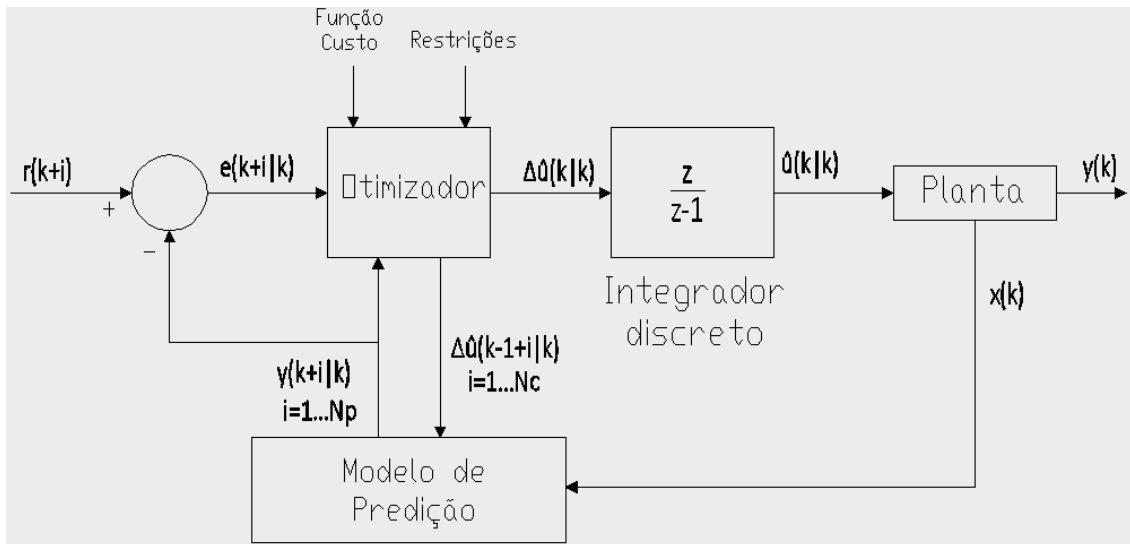 Função
Custo
Restrições
r(k+i)
+
-
e(k+i|k)
Otimizador
Δû(k|k)
z
z-1
Integrador
discreto
û(k|k)
Planta
y(k)
x(k)
y(k+i|k)
i=1...Np
Δû(k-1+i|k)
i=1...Nc
Modelo de
Predição